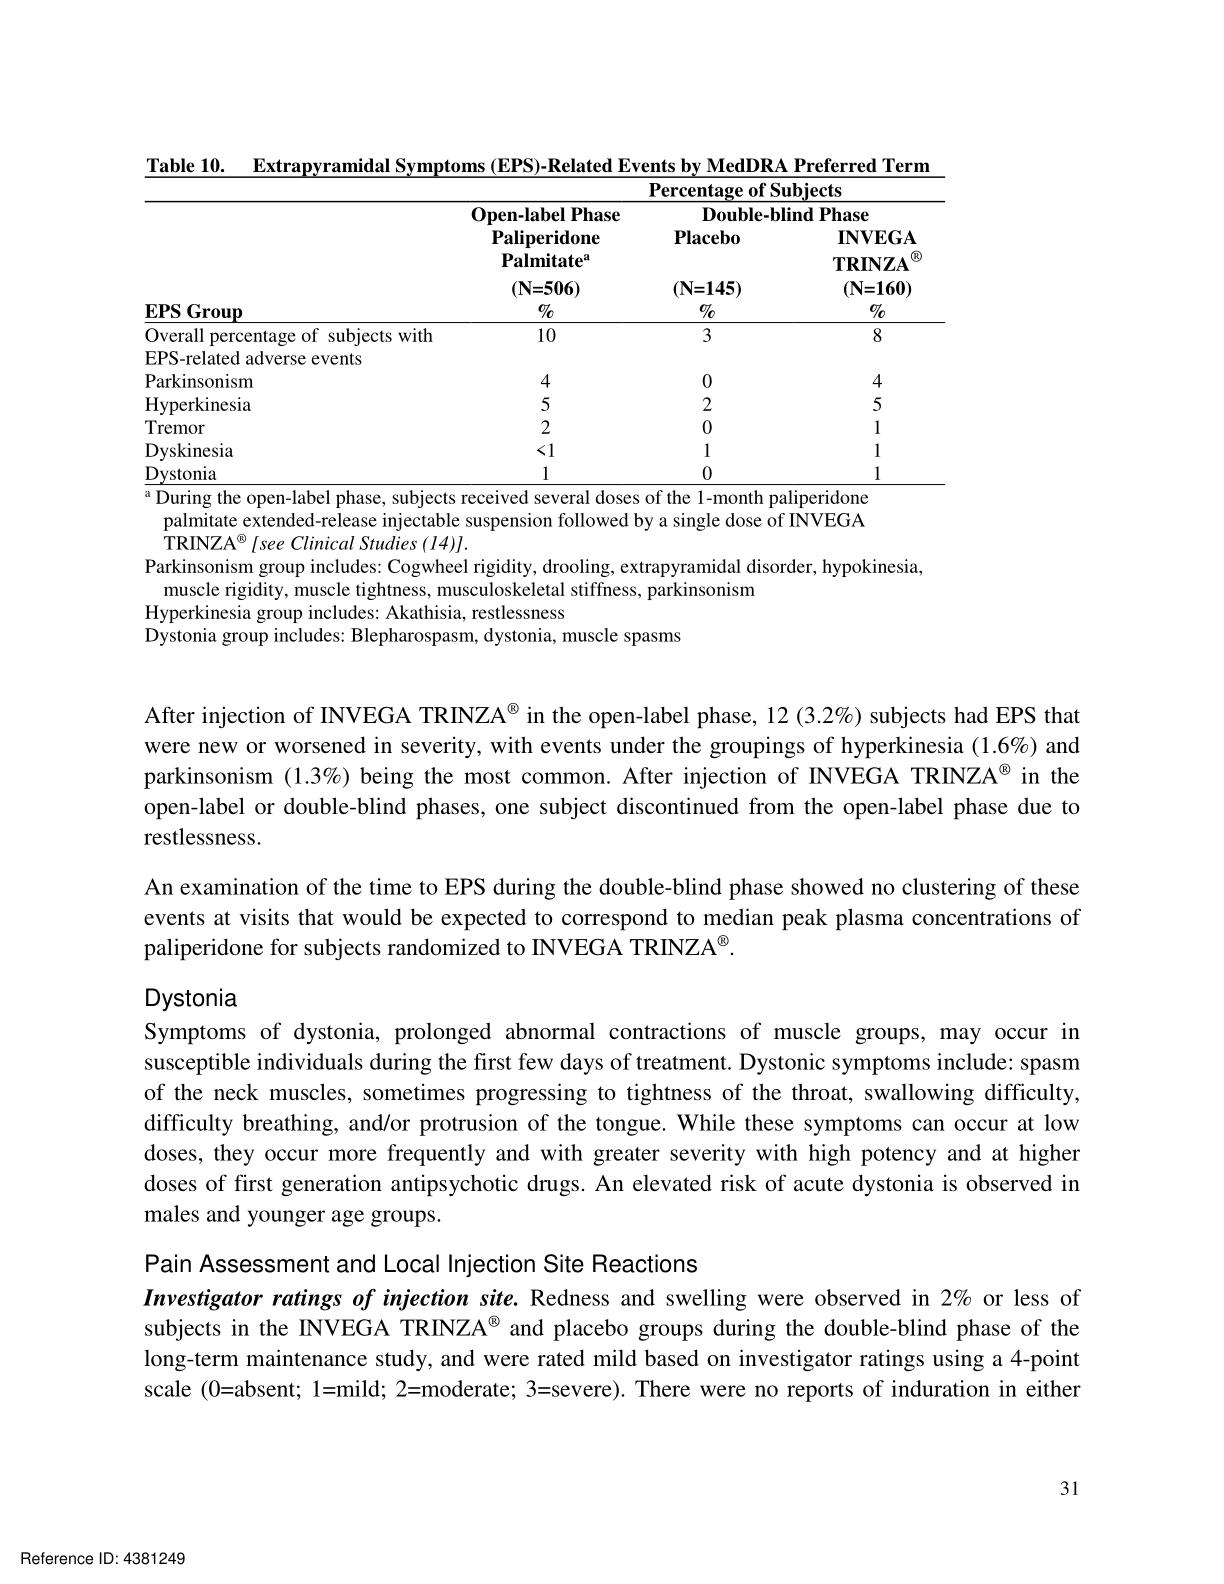 Table 10. Extrapyramidal Symptoms (EPS)-Related Events by MedDRA Preferred Term
Percentage of Subjects
Open-label Phase Double-blind Phase
Paliperidone Placebo INVEGA
Palmitateᵃ TRINZA®
(N=506) (N=145) (N=160)
EPS Group % % %
Overall percentage of subjects with 10 3 8
EPS-related adverse events
Parkinsonism 4 0 4
Hyperkinesia 5 2 5
Tremor 2 0 1
Dyskinesia <1 1 1
Dystonia 1 0 1
ᵃ During the open-label phase, subjects received several doses of the 1-month paliperidone
palmitate extended-release injectable suspension followed by a single dose of INVEGA
TRINZA® [see Clinical Studies (14)].
Parkinsonism group includes: Cogwheel rigidity, drooling, extrapyramidal disorder, hypokinesia,
muscle rigidity, muscle tightness, musculoskeletal stiffness, parkinsonism
Hyperkinesia group includes: Akathisia, restlessness
Dystonia group includes: Blepharospasm, dystonia, muscle spasms
After injection of INVEGA TRINZA® in the open-label phase, 12 (3.2%) subjects had EPS that
were new or worsened in severity, with events under the groupings of hyperkinesia (1.6%) and
parkinsonism (1.3%) being the most common. After injection of INVEGA TRINZA® in the
open-label or double-blind phases, one subject discontinued from the open-label phase due to
restlessness.
An examination of the time to EPS during the double-blind phase showed no clustering of these
events at visits that would be expected to correspond to median peak plasma concentrations of
paliperidone for subjects randomized to INVEGA TRINZA®.
Dystonia
Symptoms of dystonia, prolonged abnormal contractions of muscle groups, may occur in
susceptible individuals during the first few days of treatment. Dystonic symptoms include: spasm
of the neck muscles, sometimes progressing to tightness of the throat, swallowing difficulty,
difficulty breathing, and/or protrusion of the tongue. While these symptoms can occur at low
doses, they occur more frequently and with greater severity with high potency and at higher
doses of first generation antipsychotic drugs. An elevated risk of acute dystonia is observed in
males and younger age groups.
Pain Assessment and Local Injection Site Reactions
Investigator ratings of injection site. Redness and swelling were observed in 2% or less of
subjects in the INVEGA TRINZA® and placebo groups during the double-blind phase of the
long-term maintenance study, and were rated mild based on investigator ratings using a 4-point
scale (0=absent; 1=mild; 2=moderate; 3=severe). There were no reports of induration in either
31
Reference ID: 4381249